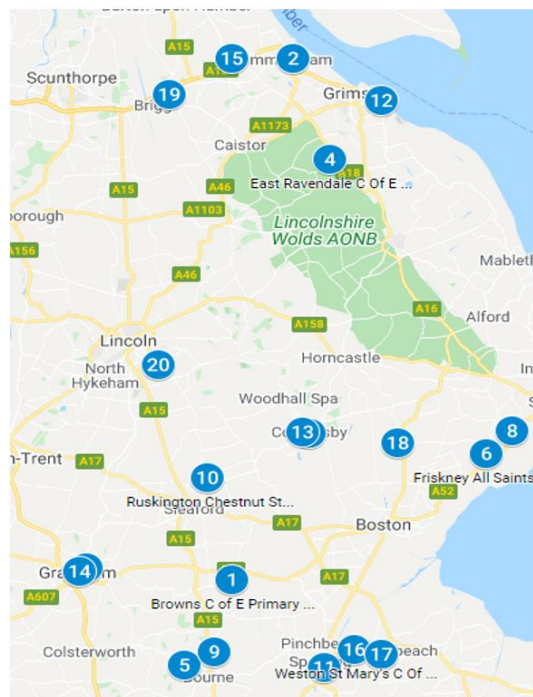 A15
15
2
Scunthorpe
19
Brigg
Grims
12
A1173
Caistor
4
A18
East Ravendale C Of E ...
A15
A46
A1103
Lincolnshire
Wolds AONB
A156
Mableth
A46
A16
Alford
A158
Lincoln
Horncastle
20
North
Hykeham
Woodhall Spa
A15
13
18
8
6
n-Trent
A17
Friskney All Saints
10
A52
Ruskington Chestnut St...
Sleaford
A17
Boston
A15
14
1
A17
A607
Browns C of E Primary ...
A15
Colsterworth
9
Pinchbe
16
17
5
11
Weston St Mary's C Of ...